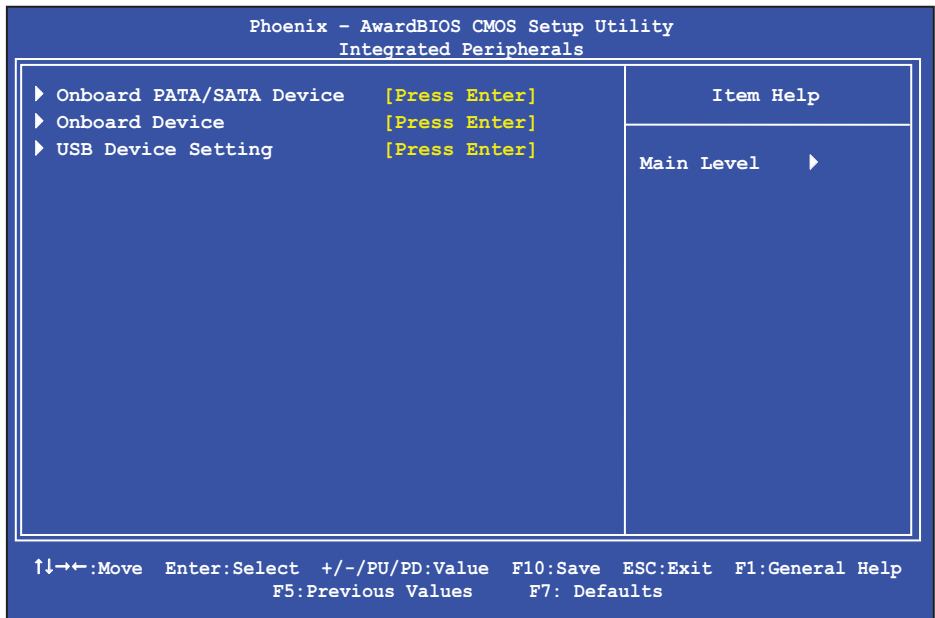 Phoenix – AwardBIOS CMOS Setup Utility
Integrated Peripherals
Onboard PATA/SATA Device [Press Enter]
Onboard Device [Press Enter]
USB Device Setting [Press Enter]
Item Help
Main Level
↑↓→←:Move Enter:Select +/-/PU/PD:Value F10:Save ESC:Exit F1:General Help
F5:Previous Values F7: Defaults